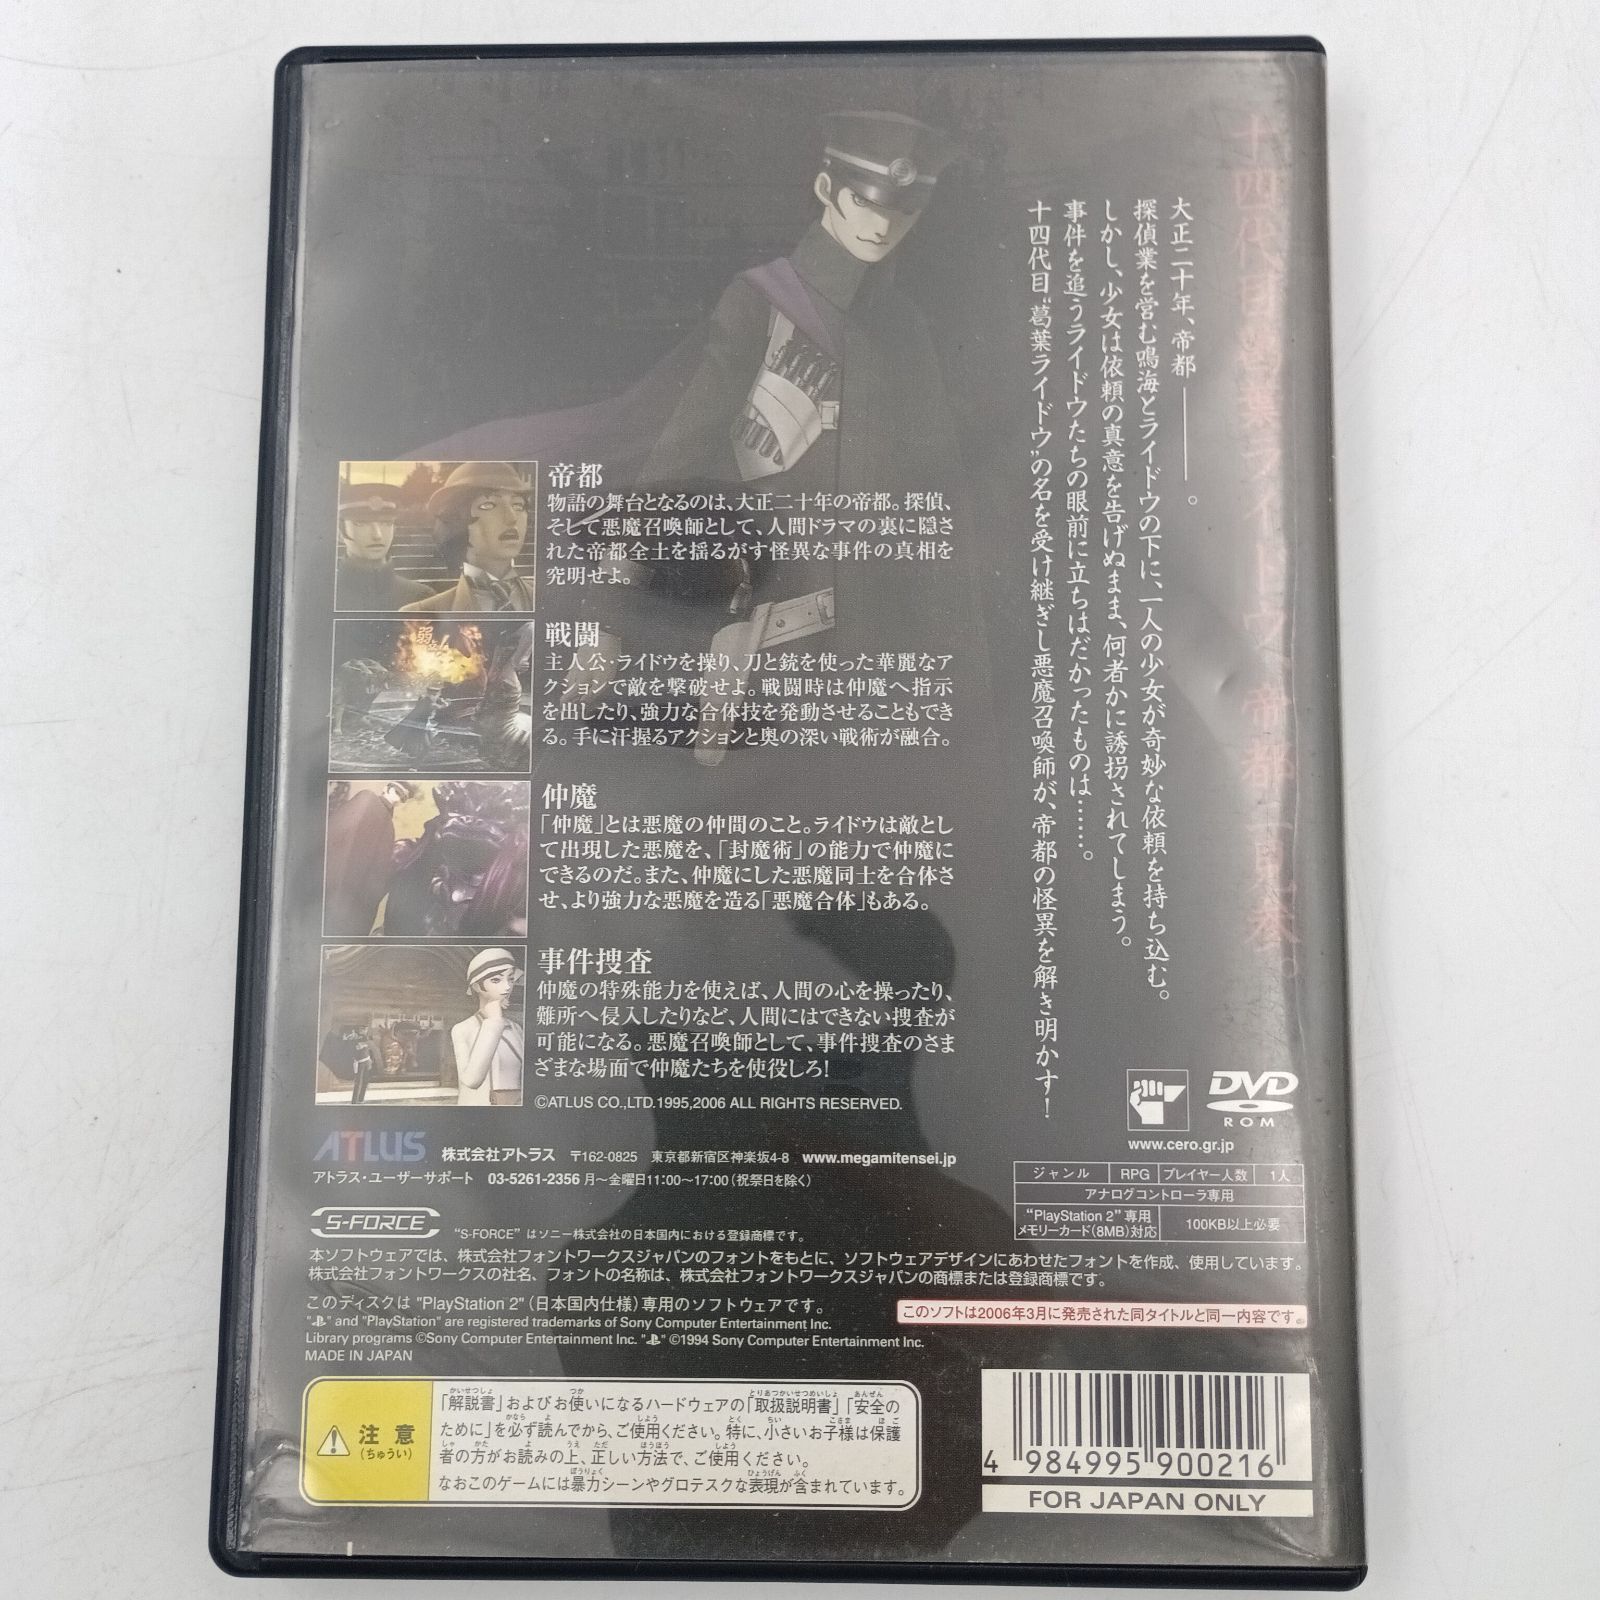 十四代目葛葉ライドウ、帝都に見参。
大正二十年、帝都――――。
探偵業を営む鳴海とライドウの下に、一人の少女が奇妙な依頼を持ち込む。
しかし、少女は依頼の真意を告げぬまま、何者かに誘拐されてしまう。
事件を追うライドウたちの眼前に立ちはだかったものは……。
十四代目“葛葉ライドウ”の名を受け継ぎし悪魔召喚師が、帝都の怪異を解き明かす!
帝都
物語の舞台となるのは、大正二十年の帝都。探偵、
そして悪魔召喚師として、人間ドラマの裏に隠さ
れた帝都全土を揺るがす怪異な事件の真相を
究明せよ。
戦闘
主人公・ライドウを操り、刀と銃を使った華麗なア
クションで敵を撃破せよ。戦闘時は仲魔へ指示
を出したり、強力な合体技を発動させることもでき
る。手に汗握るアクションと奥の深い戦術が融合。
仲魔
「仲魔」とは悪魔の仲間のこと。ライドウは敵とし
て出現した悪魔を、「封魔術」の能力で仲魔に
できるのだ。また、仲魔にした悪魔同士を合体さ
せ、より強力な悪魔を造る「悪魔合体」もある。
事件捜査
仲魔の特殊能力を使えば、人間の心を操ったり、
難所へ侵入したりなど、人間にはできない捜査が
可能になる。悪魔召喚師として、事件捜査のさま
ざまな場面で仲魔たちを使役しろ!
©ATLUS CO.,LTD.1995,2006 ALL RIGHTS RESERVED.
DVD
ROM
www.cero.gr.jp
ATLUS 株式会社アトラス 〒162-0825 東京都新宿区神楽坂4-8 www.megamitensei.jp
アトラス・ユーザーサポート 03-5261-2356 月〜金曜日11:00〜17:00(祝祭日を除く)
ジャンル RPG プレイヤー人数 1人
アナログコントローラ専用
“PlayStation 2”専用
メモリーカード(8MB)対応 100KB以上必要
S-FORCE “S-FORCE”はソニー株式会社の日本国内における登録商標です。
本ソフトウェアでは、株式会社フォントワークスジャパンのフォントをもとに、ソフトウェアデザインにあわせたフォントを作成、使用しています。
株式会社フォントワークスの社名、フォントの名称は、株式会社フォントワークスジャパンの商標または登録商標です。
このディスクは "PlayStation 2"(日本国内仕様)専用のソフトウェアです。
" " and "PlayStation" are registered trademarks of Sony Computer Entertainment Inc.
Library programs ©Sony Computer Entertainment Inc. " " ©1994 Sony Computer Entertainment Inc.
MADE IN JAPAN
このソフトは2006年3月に発売された同タイトルと同一内容です。
注意
(ちゅうい)
「解説書」およびお使いになるハードウェアの「取扱説明書」「安全の
ために」を必ず読んでから、ご使用ください。特に、小さいお子様は保護
者の方がお読みの上、正しい方法で、ご使用ください。
なおこのゲームには暴力シーンやグロテスクな表現が含まれています。
4 984995 900216
FOR JAPAN ONLY